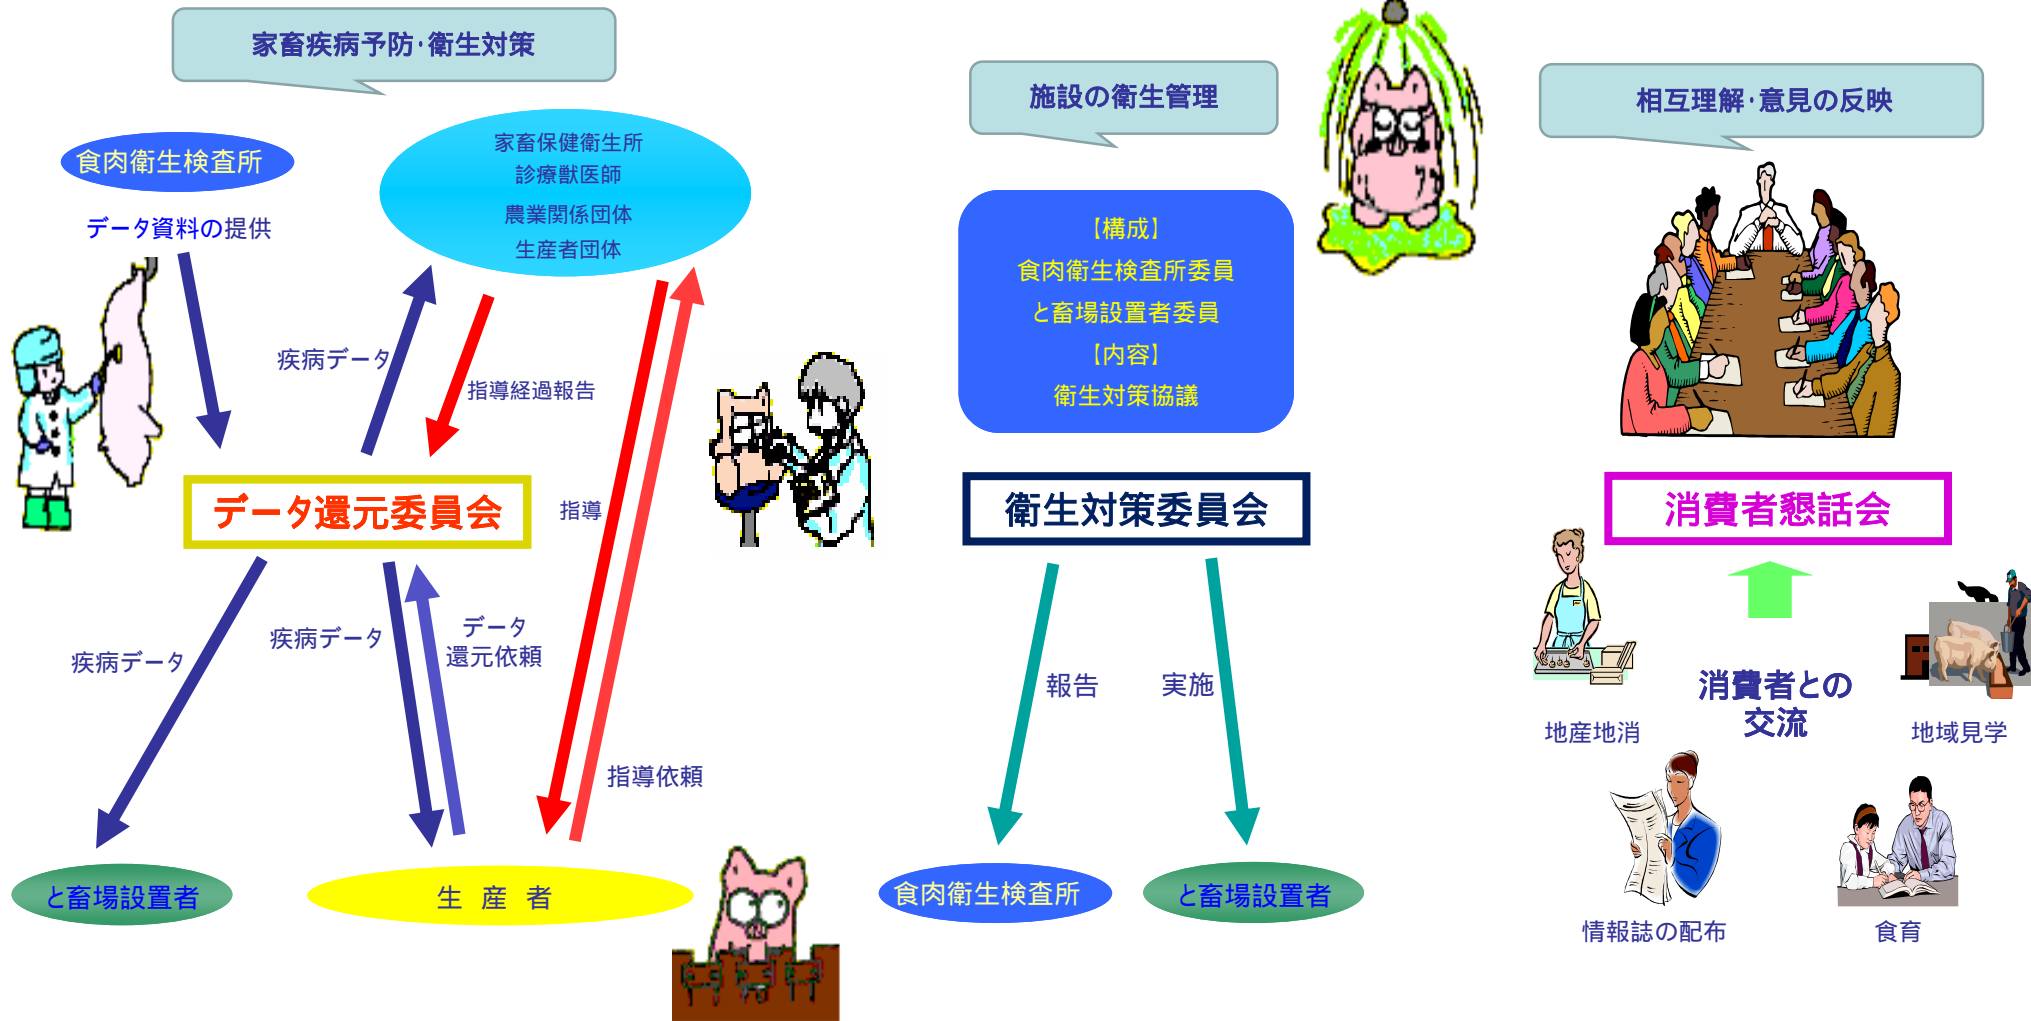 家畜疾病予防・衛生対策
食肉衛生検査所
データ資料の提供
家畜保健衛生所
診療獣医師
農業関係団体
生産者団体
疾病データ
指導経過報告
データ還元委員会
指導
疾病データ
疾病データ
データ
還元依頼
指導依頼
と畜場設置者
生 産 者
施設の衛生管理
【構成】
食肉衛生検査所委員
と畜場設置者委員
【内容】
衛生対策協議
衛生対策委員会
報告
実施
食肉衛生検査所
と畜場設置者
相互理解・意見の反映
消費者懇話会
消費者との
交流
地産地消
地域見学
情報誌の配布
食育